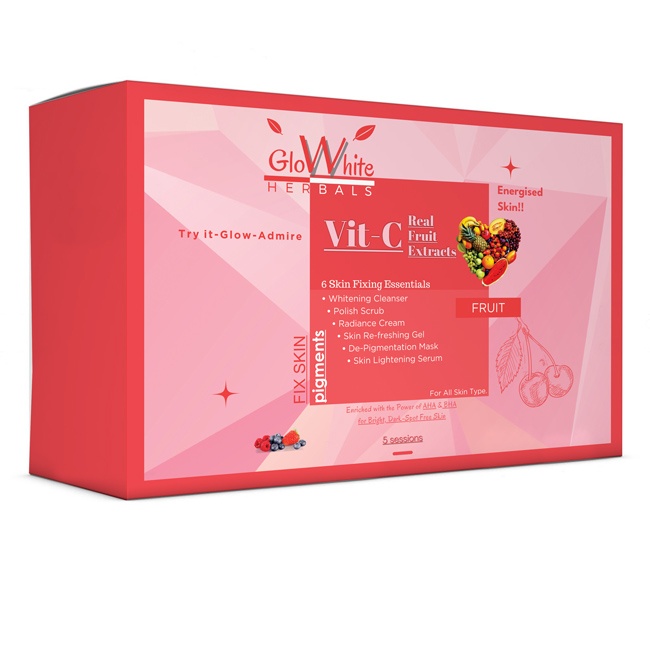 GloWhite
HERBALS
Try it-Glow-Admire
Energised
Skin!!
Vit-C
Real
Fruit
Extracts
6 Skin Fixing Essentials
• Whitening Cleanser
• Polish Scrub
• Radiance Cream
• Skin Re-freshing Gel
• De-Pigmentation Mask
• Skin Lightening Serum
FRUIT
FIX SKIN
pigments
For All Skin Type.
Enriched with the Power of AHA & BHA
for Bright, Dark-Spot Free Skin
5 sessions